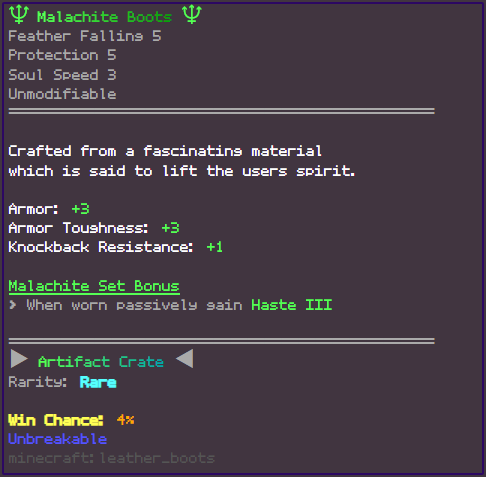 🔱 Malachite Boots 🔱
Feather Falling 5
Protection 5
Soul Speed 3
Unmodifiable
Crafted from a fascinating material
which is said to lift the users spirit.
Armor: +3
Armor Toughness: +3
Knockback Resistance: +1
Malachite Set Bonus
> When worn passively gain Haste III
▶ Artifact Crate ◀
Rarity: Rare
Win Chance: 4%
Unbreakable
minecraft:leather_boots